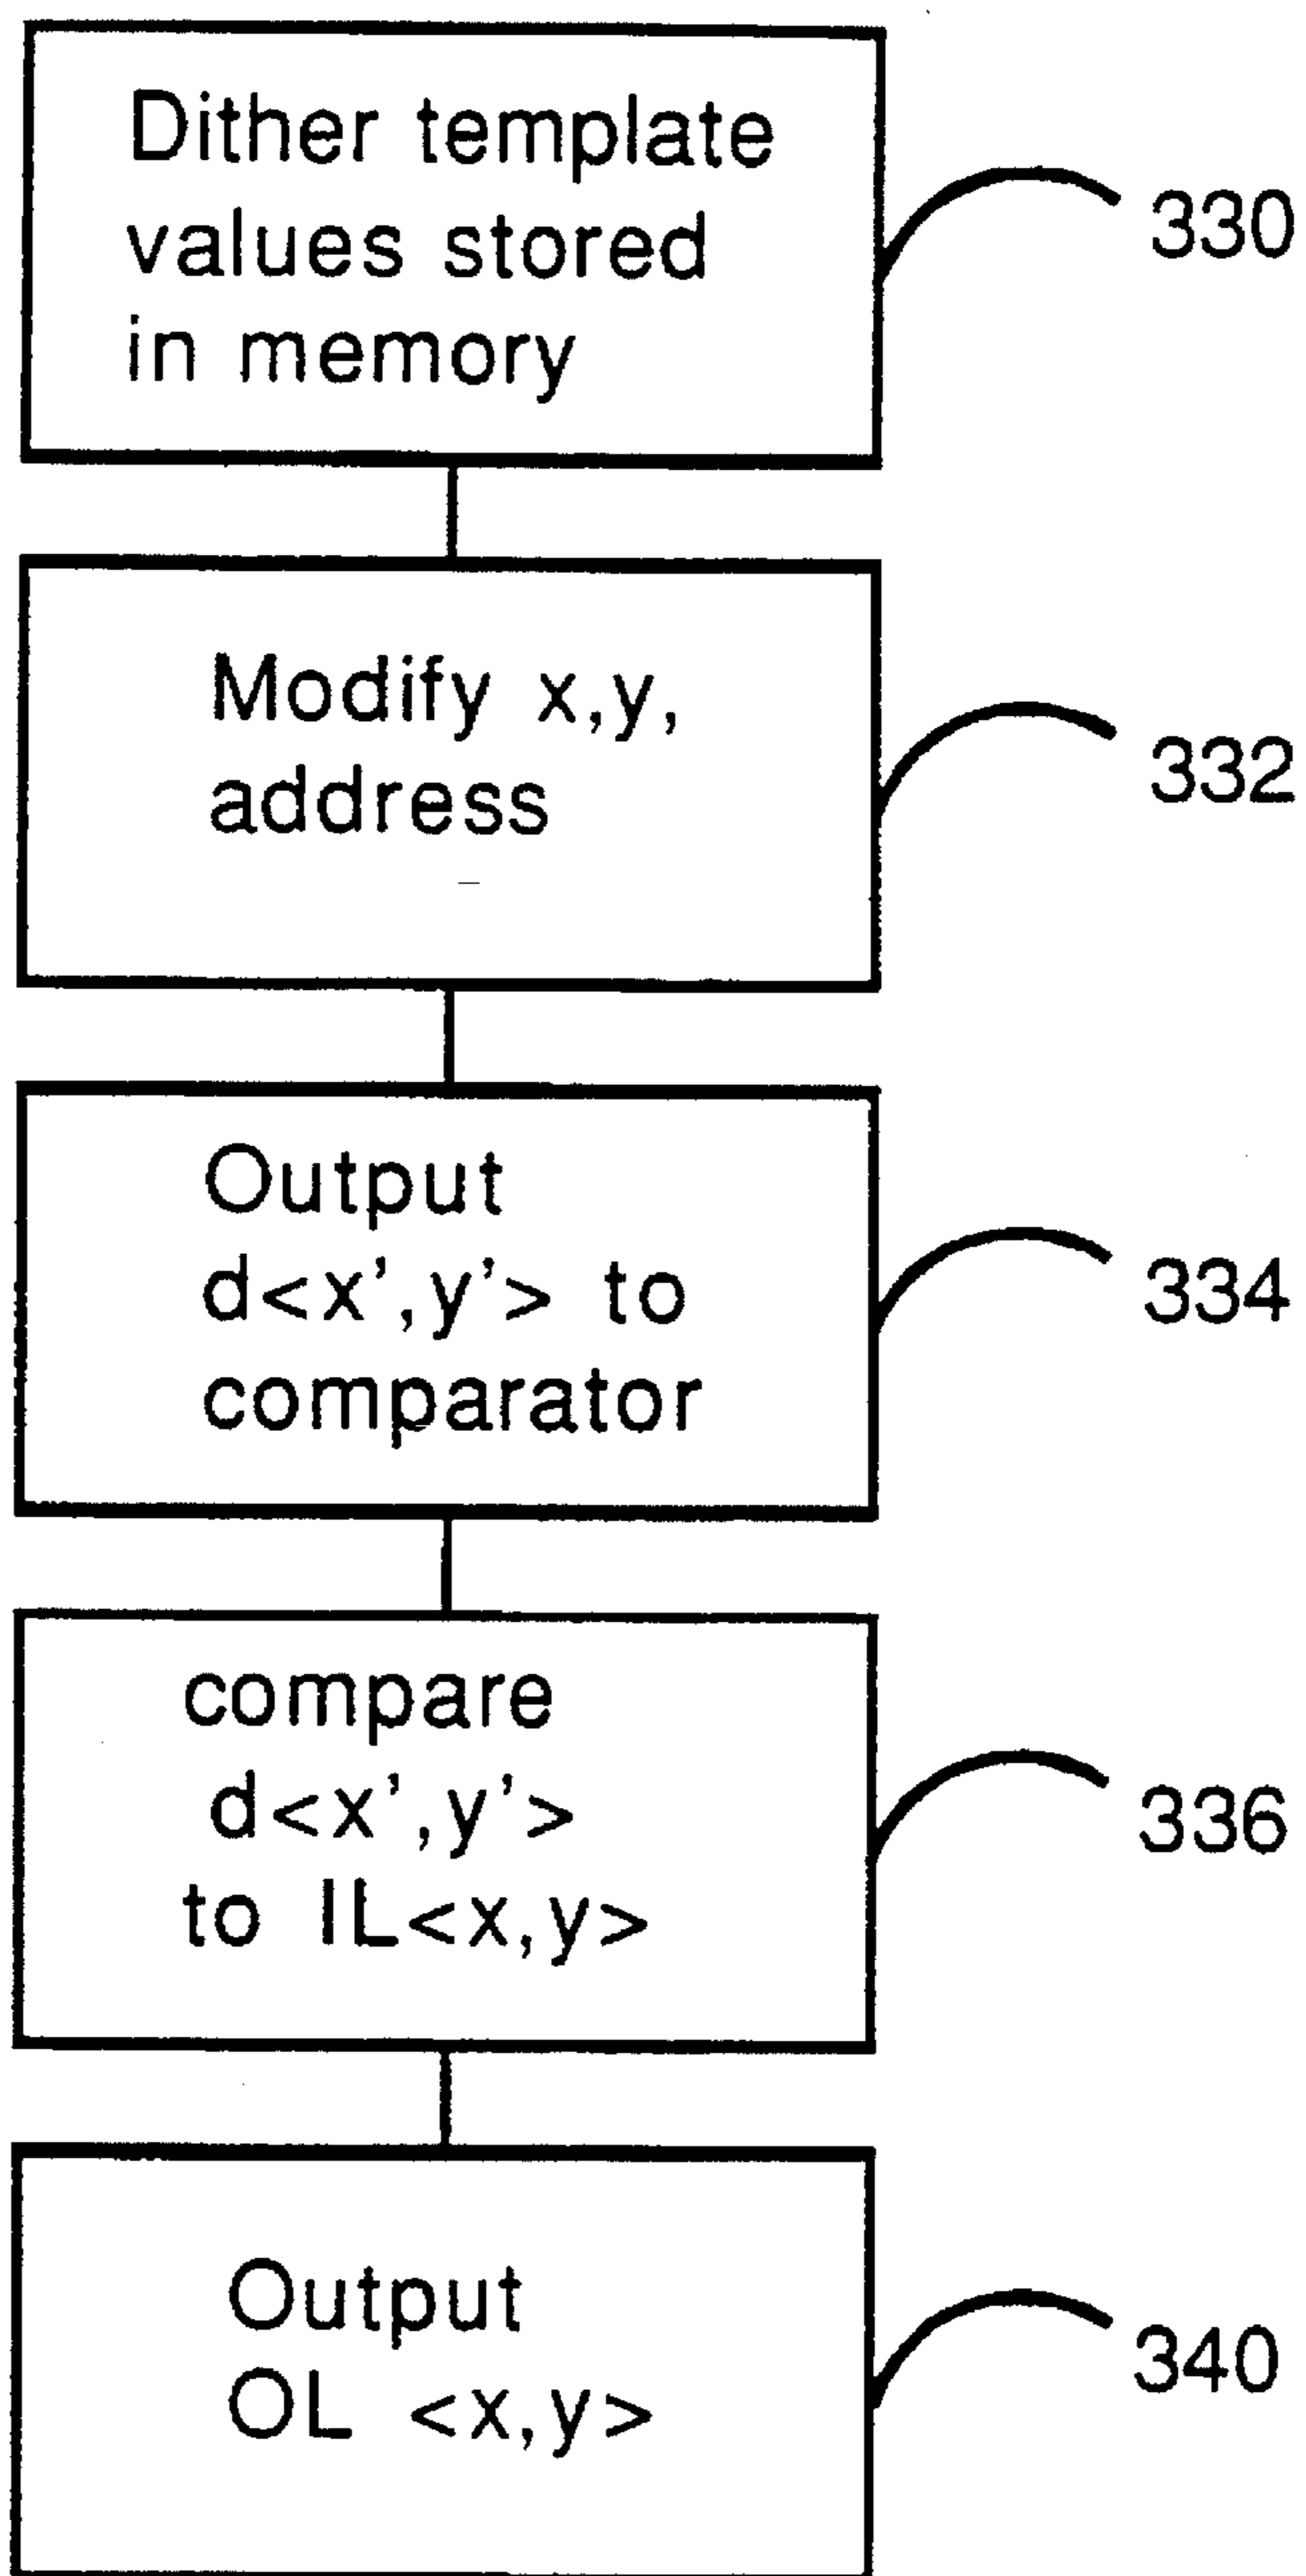 Dither template
values stored
in memory
330
Modify x,y,
address
332
Output
d<x',y'> to
comparator
334
compare
d<x',y'>
to IL<x,y>
336
Output
OL <x,y>
340